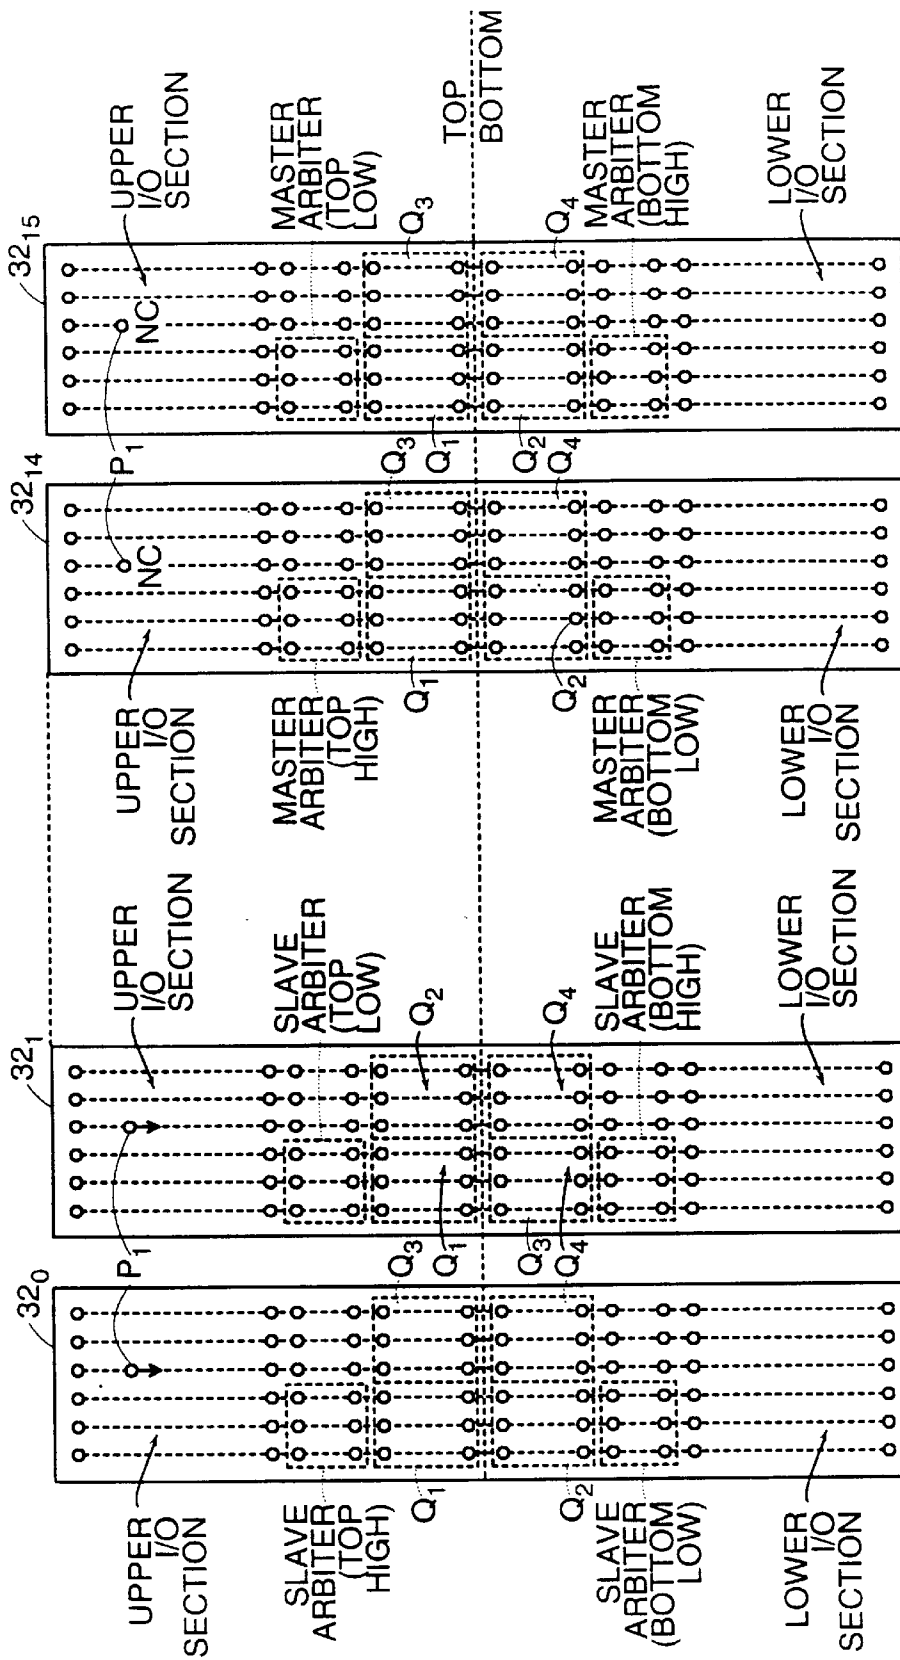 32₀
P₁
32₁
32₁₄
P₁
32₁₅
UPPER
I/O
SECTION
UPPER
I/O
SECTION
UPPER
I/O
SECTION
NC
NC
UPPER
I/O
SECTION
SLAVE
ARBITER
(TOP
HIGH)
SLAVE
ARBITER
(TOP
LOW)
MASTER
ARBITER
(TOP
HIGH)
MASTER
ARBITER
(TOP
LOW)
Q₁
Q₃
Q₁
Q₂
Q₁
Q₃
Q₁
Q₃
TOP
BOTTOM
Q₂
Q₄
Q₃
Q₄
Q₂
Q₄
Q₂
Q₄
SLAVE
ARBITER
(BOTTOM
LOW)
SLAVE
ARBITER
(BOTTOM
HIGH)
MASTER
ARBITER
(BOTTOM
LOW)
MASTER
ARBITER
(BOTTOM
HIGH)
LOWER
I/O
SECTION
LOWER
I/O
SECTION
LOWER
I/O
SECTION
LOWER
I/O
SECTION